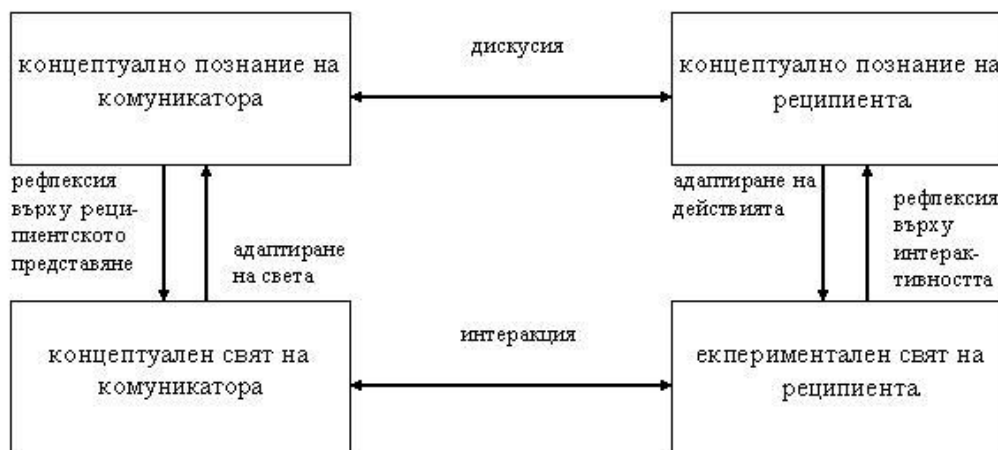 дискусия
концептуално познание на
комуникатора
концептуално познание на
реципиента.
рефлексия
върху реци-
пиентското
представяне
адаптиране
на света
адаптиране на
действията
рефлексия
върху
интерак-
тивността
интеракция
концептуален свят на
комуникатора
експериментален свят на
реципиента.